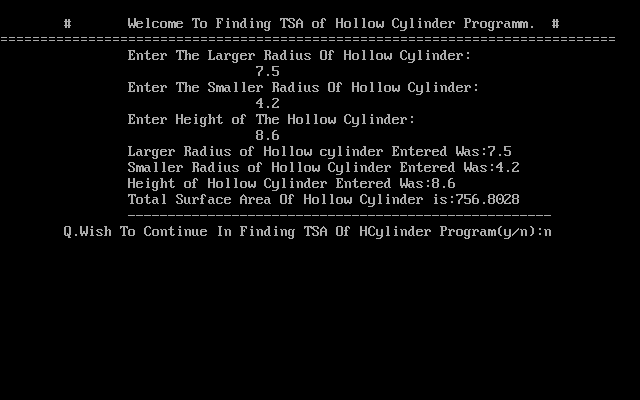 # Welcome To Finding TSA of Hollow Cylinder Programm. #
=============================================================================
Enter The Larger Radius Of Hollow Cylinder:
7.5
Enter The Smaller Radius Of Hollow Cylinder:
4.2
Enter Height of The Hollow Cylinder:
8.6
Larger Radius of Hollow cylinder Entered Was:7.5
Smaller Radius of Hollow Cylinder Entered Was:4.2
Height of Hollow Cylinder Entered Was:8.6
Total Surface Area Of Hollow Cylinder is:756.8028
-----------------------------------------------------
Q.Wish To Continue In Finding TSA Of HCylinder Program(y/n):n